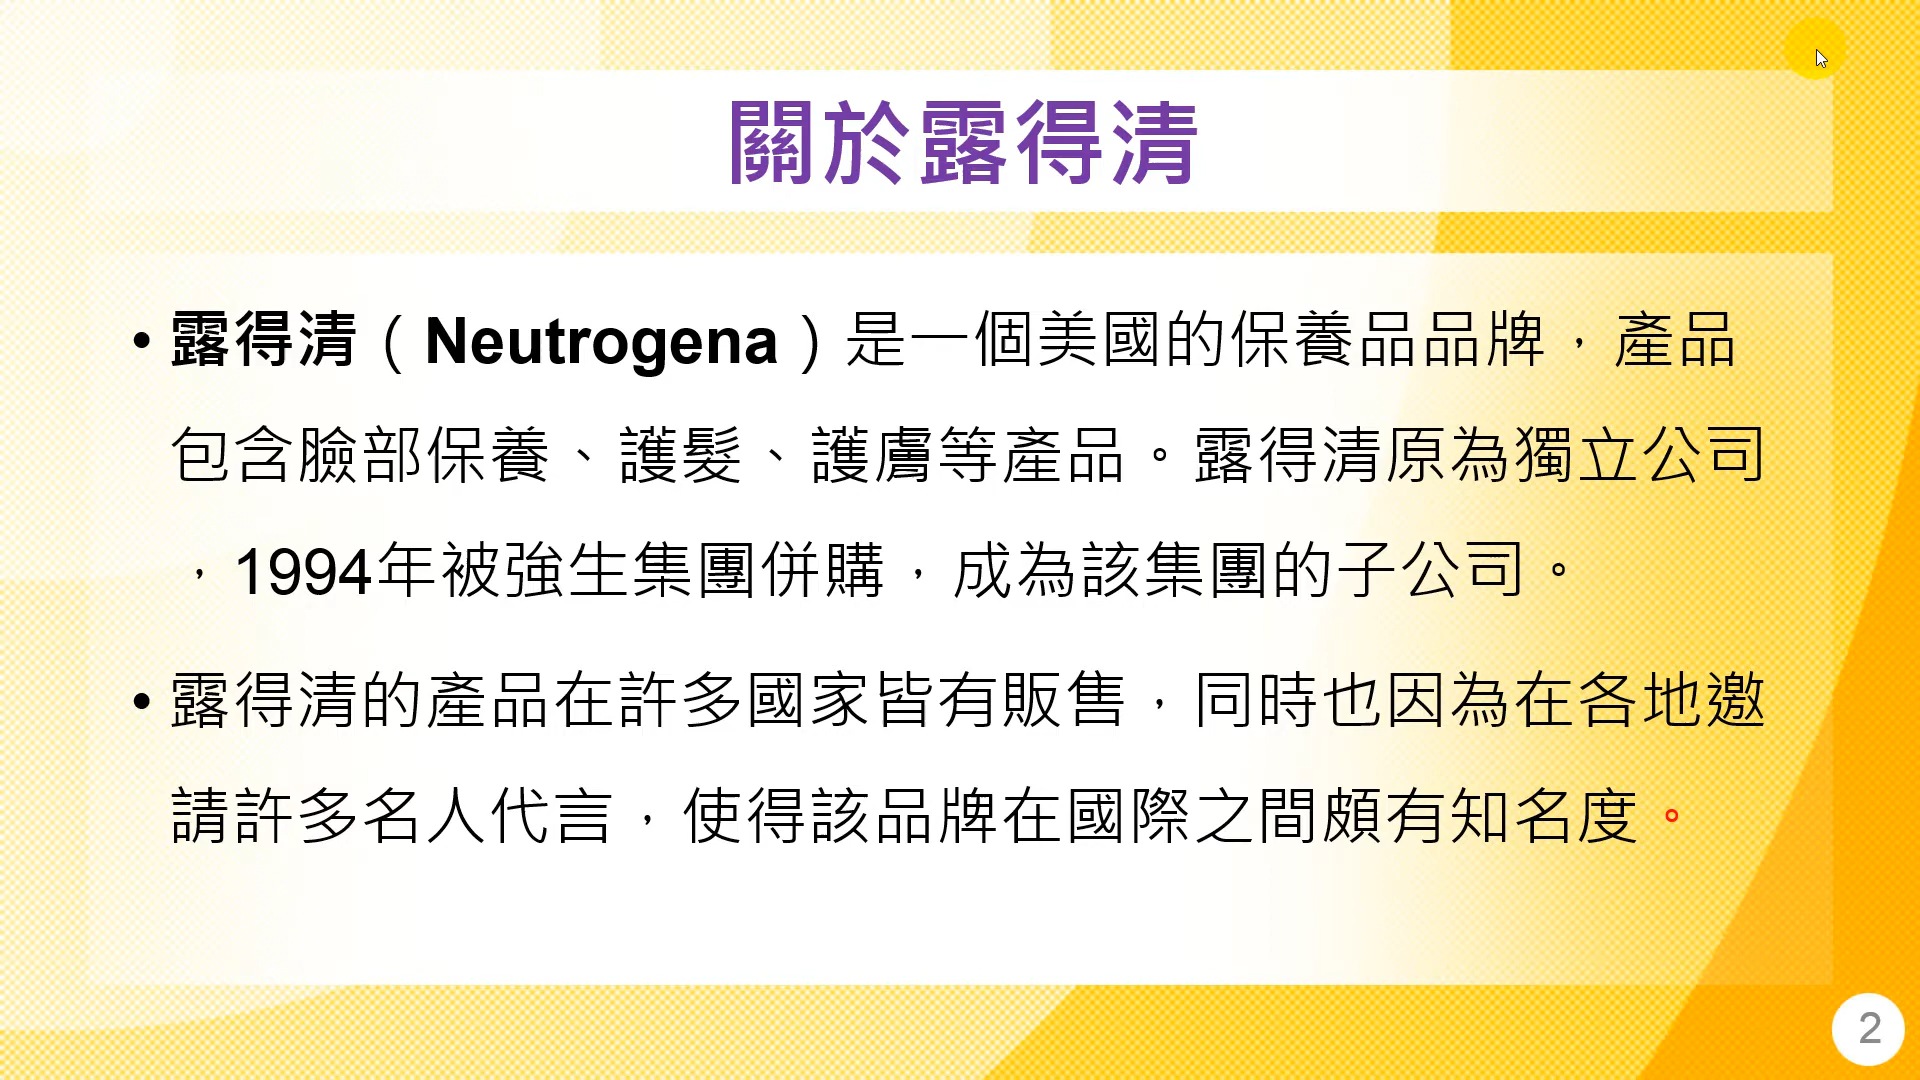 關於露得清
• 露得清（Neutrogena）是一個美國的保養品品牌，產品
包含臉部保養、護髮、護膚等產品。露得清原為獨立公司
，1994年被強生集團併購，成為該集團的子公司。
• 露得清的產品在許多國家皆有販售，同時也因為在各地邀
請許多名人代言，使得該品牌在國際之間頗有知名度。
2